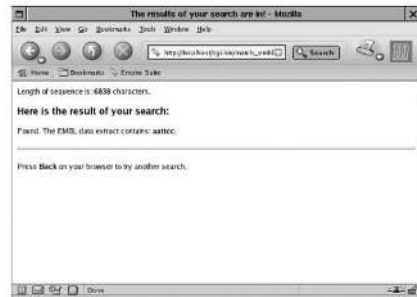 The results of your search are in! - Mozilla
File Edit View Go Bookmarks Tools Window Help
Search
Home Bookmarks
Length of sequence is: 6838 characters.
Here is the result of your search:
Found. The EMBL data extract contains: aattcc.
Press Back on your browser to try another search.
Done